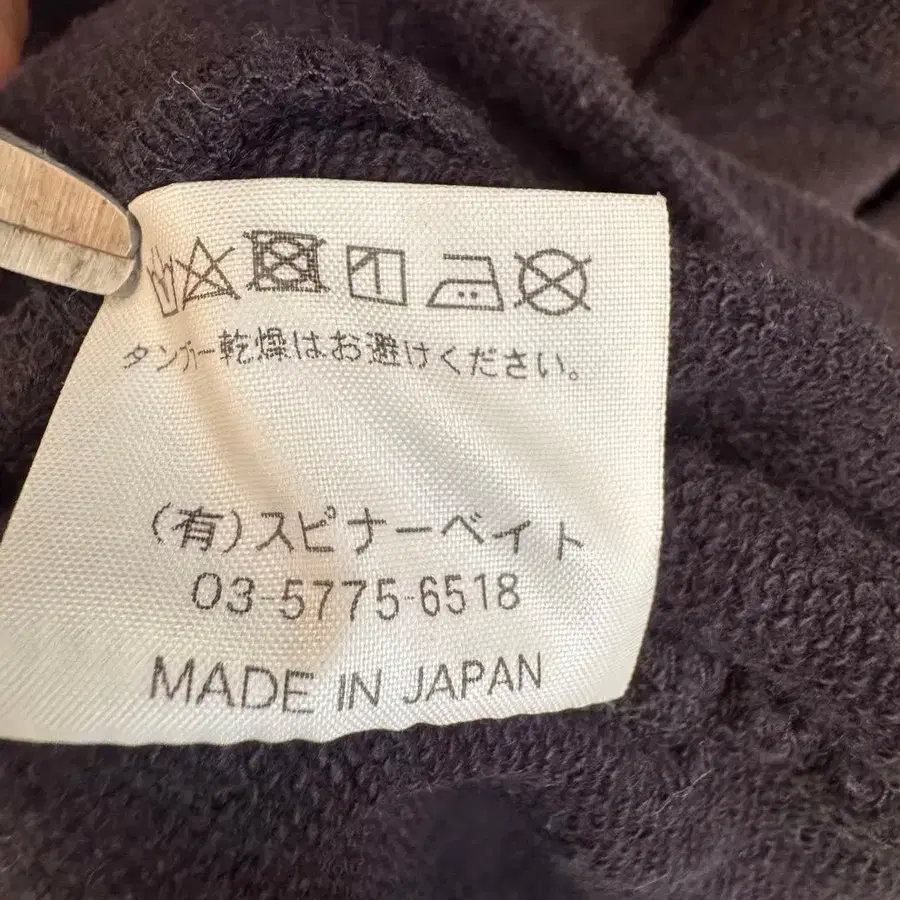 タンブラー乾燥はお避けください。
(有)スピナーベイト
03-5775-6518
MADE IN JAPAN